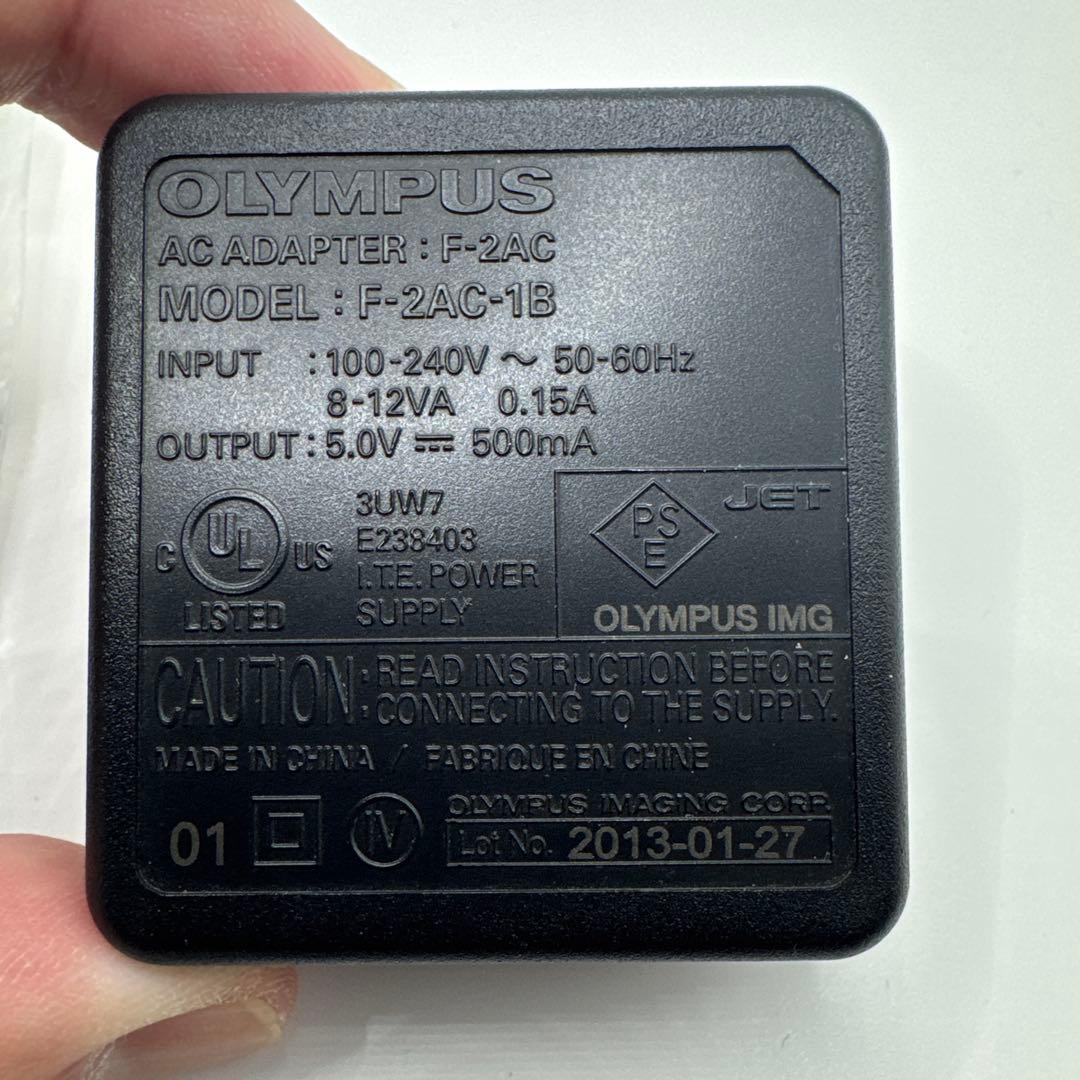 OLYMPUS
AC ADAPTER : F-2AC
MODEL : F-2AC-1B
INPUT : 100-240V ~ 50-60Hz
8-12VA 0.15A
OUTPUT : 5.0V ⎓ 500mA
C UL US
LISTED
3UW7
E238403
I.T.E. POWER
SUPPLY
PS
E
JET
OLYMPUS IMG
CAUTION : READ INSTRUCTION BEFORE
: CONNECTING TO THE SUPPLY.
MADE IN CHINA / FABRIQUE EN CHINE
01 IV
OLYMPUS IMAGING CORP.
Lot No. 2013-01-27